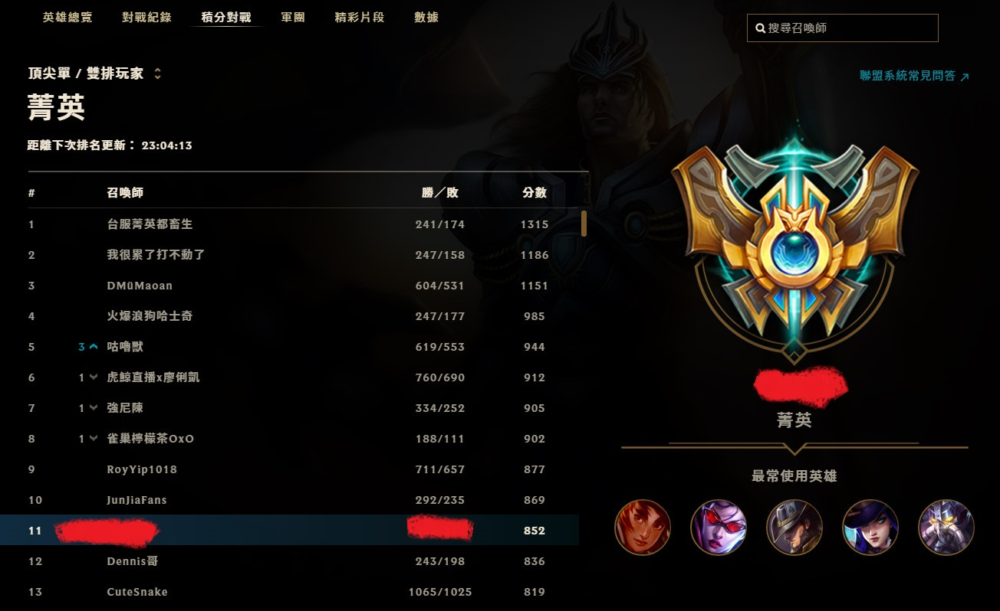 英雄總覽 對戰紀錄 積分對戰 軍團 精彩片段 數據
搜尋召喚師
頂尖單 / 雙排玩家
聯盟系統常見問答
菁英
距離下次排名更新： 23:04:13
# 召喚師 勝／敗 分數
1 台服菁英都畜生 241/174 1315
2 我很累了打不動了 247/158 1186
3 DMüMaoan 604/531 1151
4 火爆浪狗哈士奇 247/177 985
5 3 咕嚕獸 619/553 944
6 1 虎鯨直播x廖俐凱 760/690 912
7 1 強尼陳 334/252 905
8 1 雀巢檸檬茶OxO 188/111 902
9 RoyYip1018 711/657 877
10 JunJiaFans 292/235 869
11 852
12 Dennis哥 243/198 836
13 CuteSnake 1065/1025 819
菁英
最常使用英雄